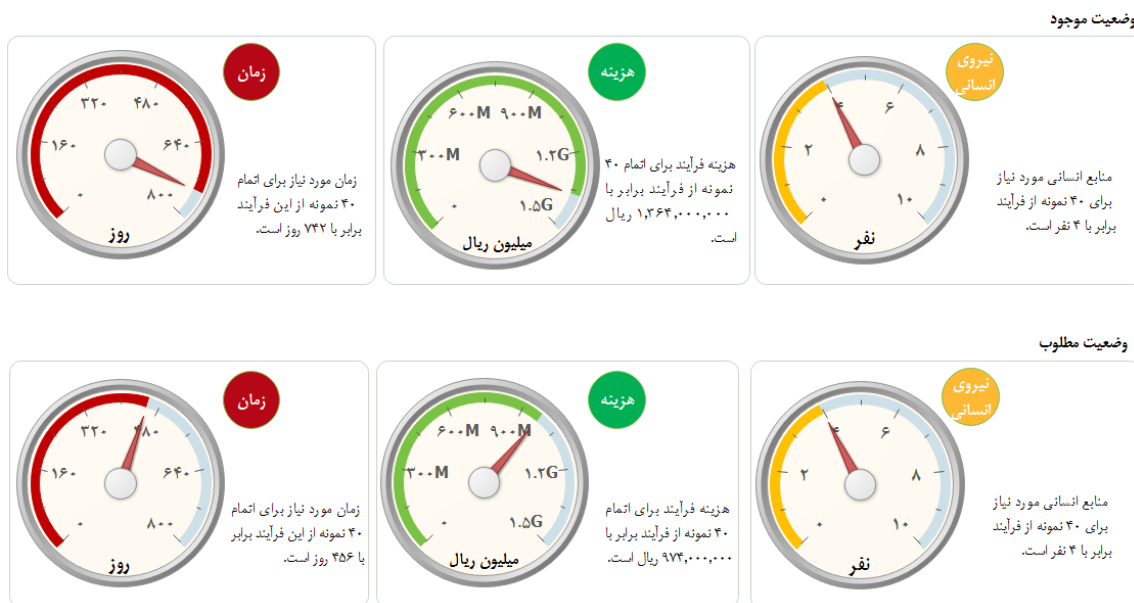 وضعیت موجود
نیروی
انسانی
منابع انسانی مورد نیاز
برای ۴۰ نمونه از فرآیند
برابر با ۴ نفر است.
۰
۲
۴
۶
۸
۱۰
نفر
هزینه
هزینه فرآیند برای اتمام ۴۰
نمونه از فرآیند برابر با
۱,۳۶۴,۰۰۰,۰۰۰ ریال
است.
۰
۳۰۰M
۶۰۰M
۹۰۰M
۱.۲G
۱.۵G
میلیون ریال
زمان
زمان مورد نیاز برای اتمام
۴۰ نمونه از این فرآیند
برابر با ۷۴۲ روز است.
۰
۱۶۰
۳۲۰
۴۸۰
۶۴۰
۸۰۰
روز
وضعیت مطلوب
نیروی
انسانی
منابع انسانی مورد نیاز
برای ۴۰ نمونه از فرآیند
برابر با ۴ نفر است.
۰
۲
۴
۶
۸
۱۰
نفر
هزینه
هزینه فرآیند برای اتمام
۴۰ نمونه از فرآیند برابر با
۹۷۴,۰۰۰,۰۰۰ ریال است.
۰
۳۰۰M
۶۰۰M
۹۰۰M
۱.۲G
۱.۵G
میلیون ریال
زمان
زمان مورد نیاز برای اتمام
۴۰ نمونه از این فرآیند برابر
با ۴۵۶ روز است.
۰
۱۶۰
۳۲۰
۴۸۰
۶۴۰
۸۰۰
روز